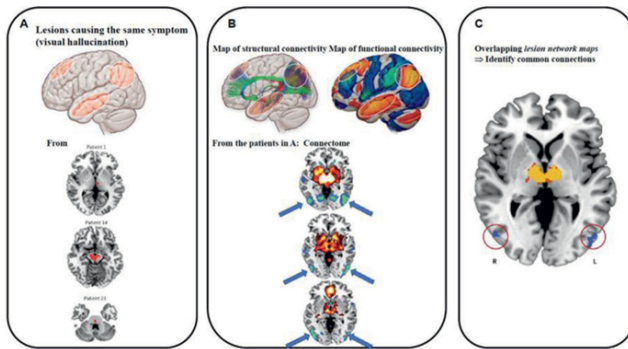 A
Lesions causing the same symptom
(visual hallucination)
From
Patient 1
Patient 14
Patient 23
B
Map of structural connectivity Map of functional connectivity
From the patients in A: Connectome
C
Overlapping lesion network maps
⇒ Identify common connections
R
L